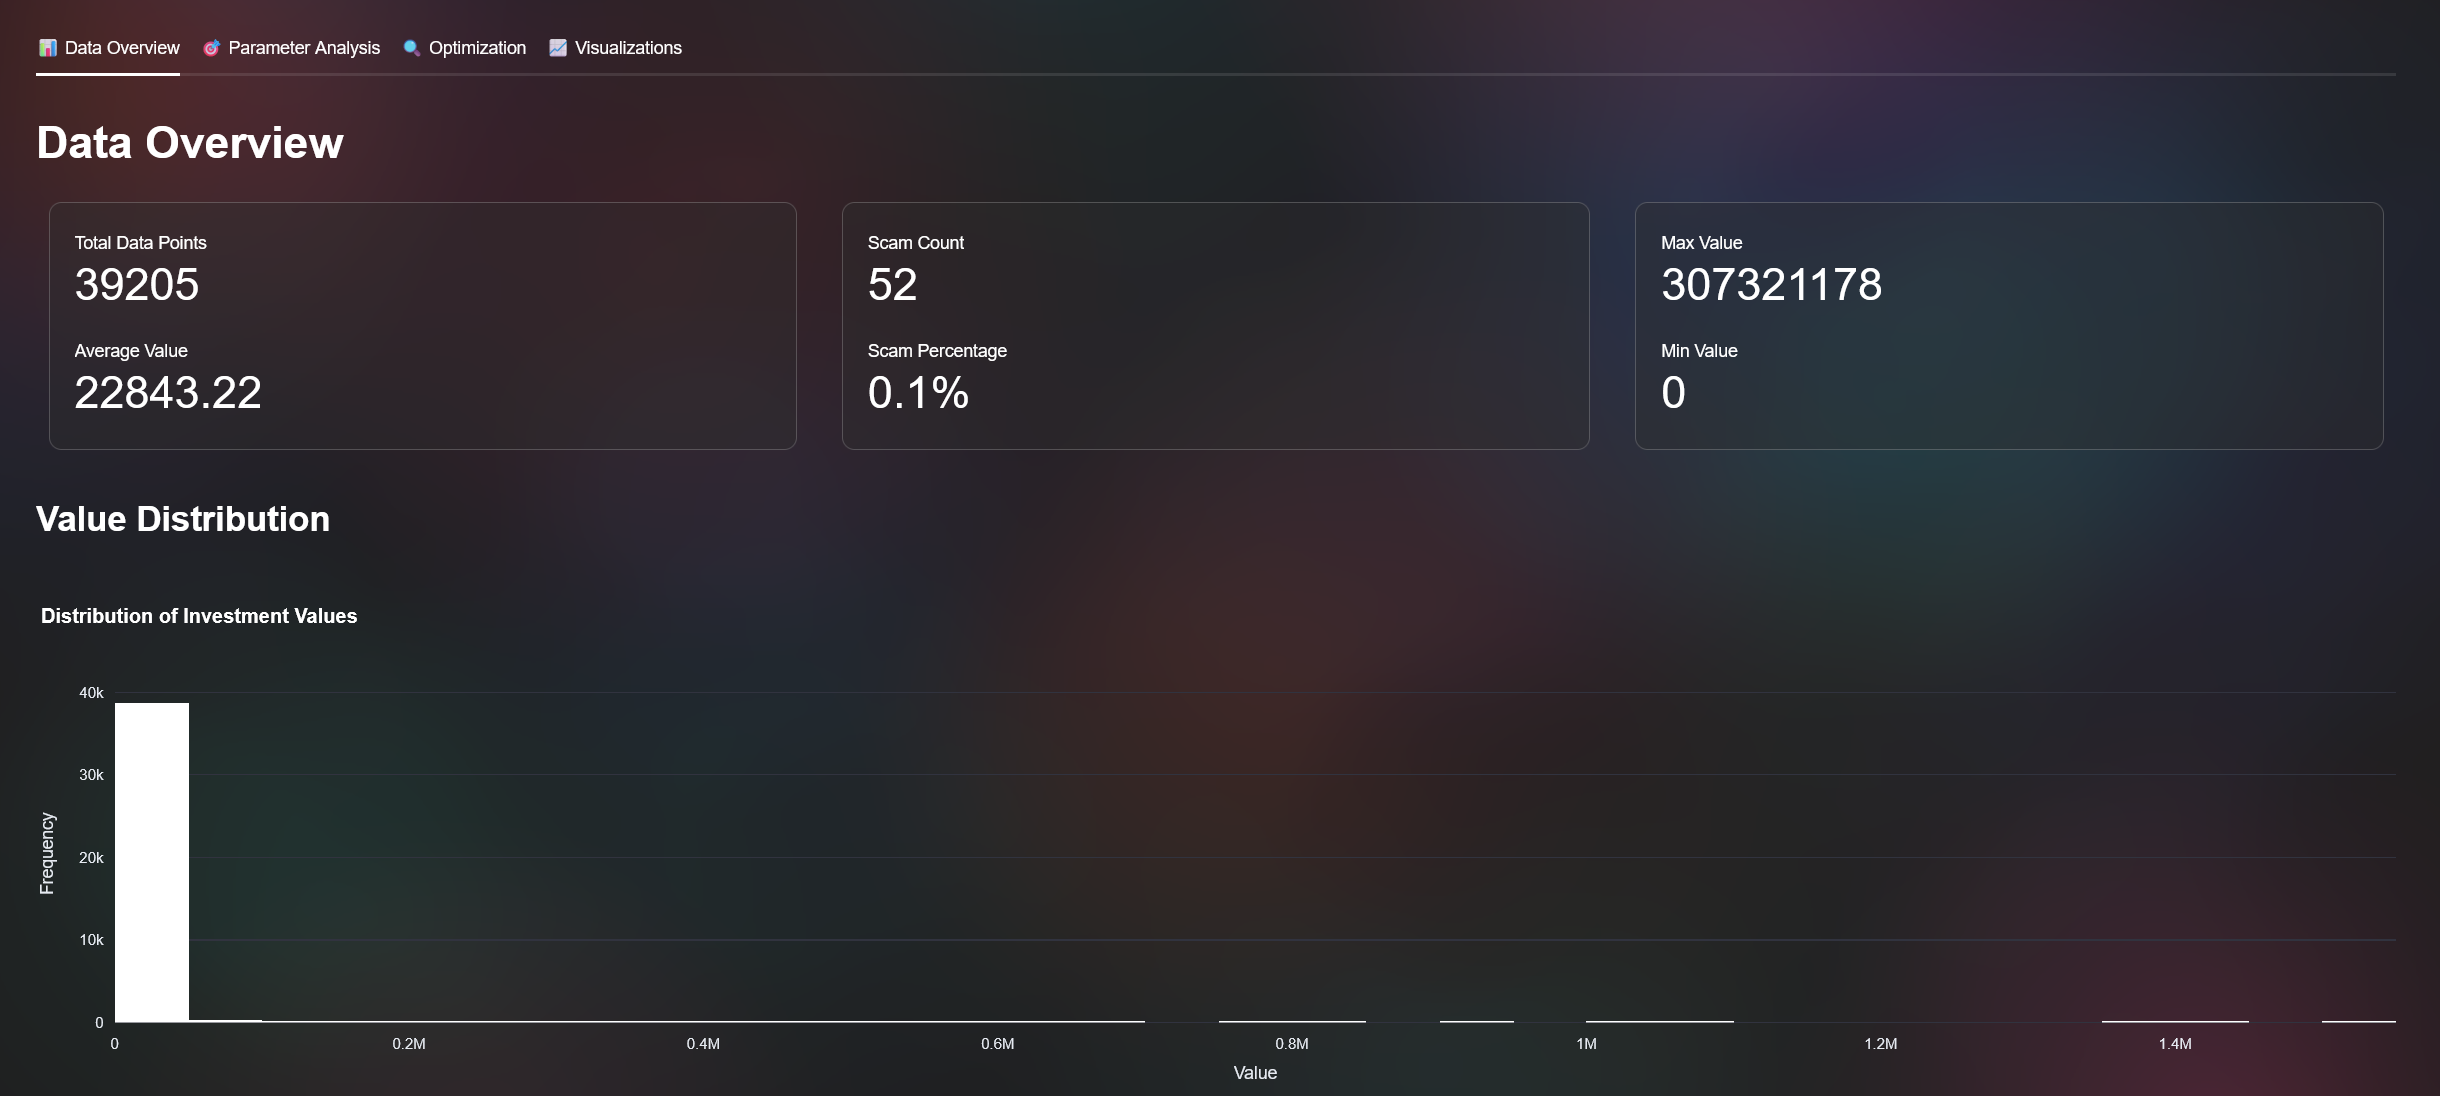 Data Overview Parameter Analysis Optimization Visualizations
Data Overview
Total Data Points
39205
Average Value
22843.22
Scam Count
52
Scam Percentage
0.1%
Max Value
307321178
Min Value
0
Value Distribution
Distribution of Investment Values
40k
30k
20k
10k
0
Frequency
0 0.2M 0.4M 0.6M 0.8M 1M 1.2M 1.4M
Value